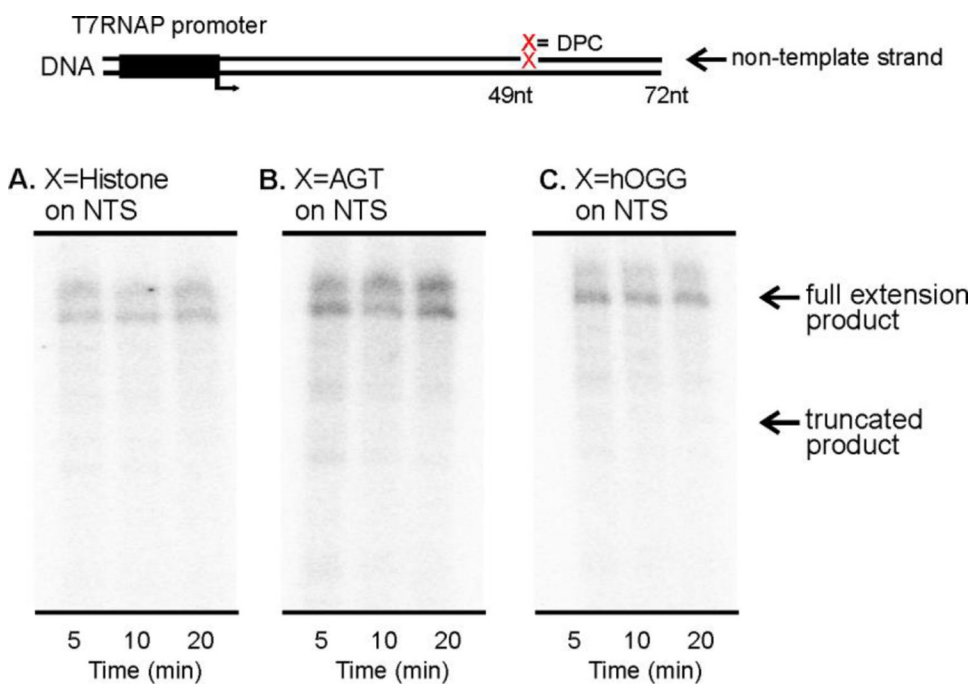 T7RNAP promoter
X= DPC
DNA
X
non-template strand
49nt
72nt
A. X=Histone
on NTS
B. X=AGT
on NTS
C. X=hOGG
on NTS
full extension
product
truncated
product
5 10 20
Time (min)
5 10 20
Time (min)
5 10 20
Time (min)